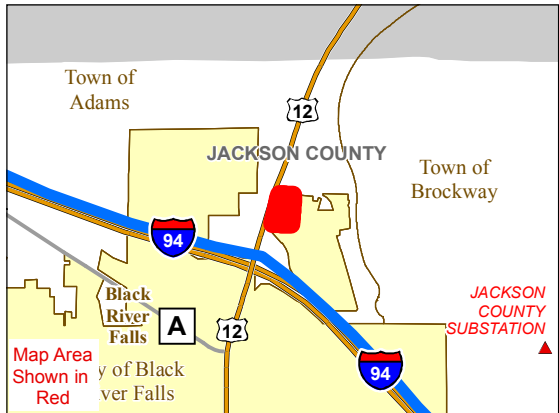 Town of
Adams
12
JACKSON COUNTY
Town of
Brockway
94
Black
River
Falls
A
12
JACKSON
COUNTY
SUBSTATION
Map Area
Shown in
Red
y of Black
ver Falls
94